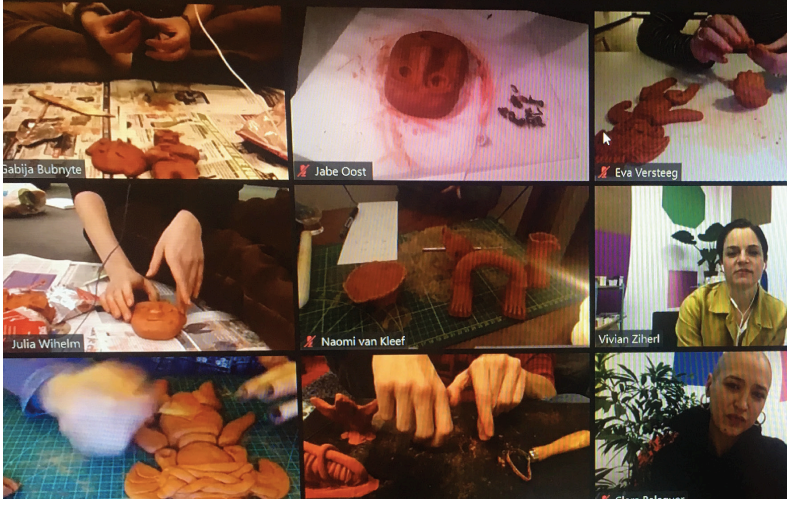 Gabija Bubnyte
Jabe Oost
Eva Versteeg
Julia Wihelm
Naomi van Kleef
Vivian Ziherl